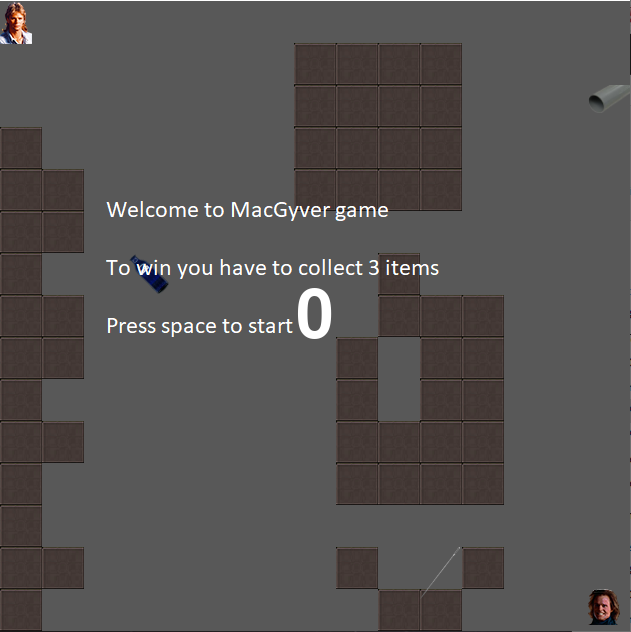 Welcome to MacGyver game
To win you have to collect 3 items
Press space to start 0